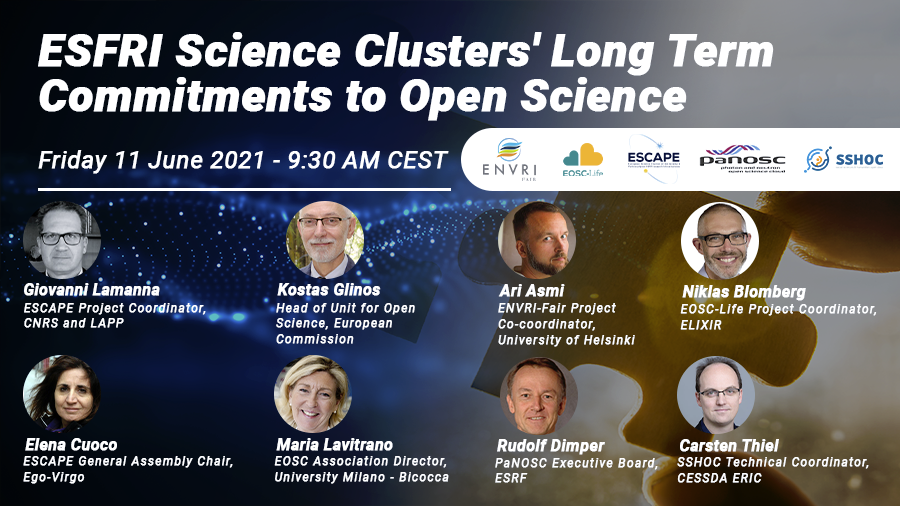 ESFRI Science Clusters' Long Term
Commitments to Open Science
Friday 11 June 2021 - 9:30 AM CEST
ENVRI
FAIR
EOSC-Life
ESCAPE
panosc
photon and neutron
open science cloud
SSHOC
Giovanni Lamanna
ESCAPE Project Coordinator,
CNRS and LAPP
Kostas Glinos
Head of Unit for Open
Science, European
Commission
Ari Asmi
ENVRI-Fair Project
Co-coordinator,
University of Helsinki
Niklas Blomberg
EOSC-Life Project Coordinator,
ELIXIR
Elena Cuoco
ESCAPE General Assembly Chair,
Ego-Virgo
Maria Lavitrano
EOSC Association Director,
University Milano - Bicocca
Rudolf Dimper
PaNOSC Executive Board,
ESRF
Carsten Thiel
SSHOC Technical Coordinator,
CESSDA ERIC